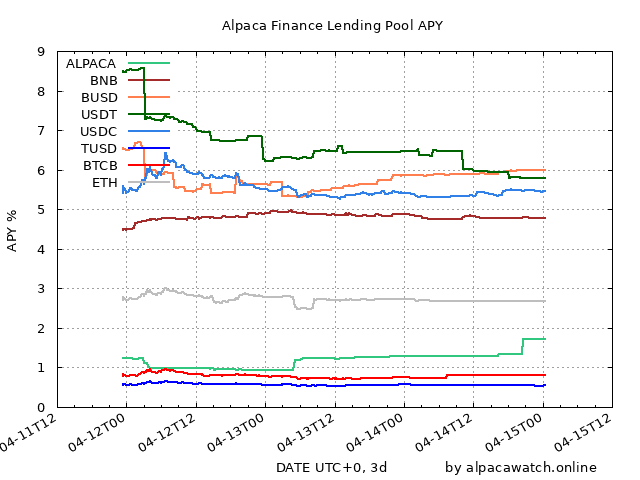 Alpaca Finance Lending Pool APY
9
8
7
6
5
4
3
2
1
0
APY %
ALPACA
BNB
BUSD
USDT
USDC
TUSD
BTCB
ETH
04-11T12
04-12T00
04-12T12
04-13T00
04-13T12
04-14T00
04-14T12
04-15T00
04-15T12
DATE UTC+0, 3d
by alpacawatch.online